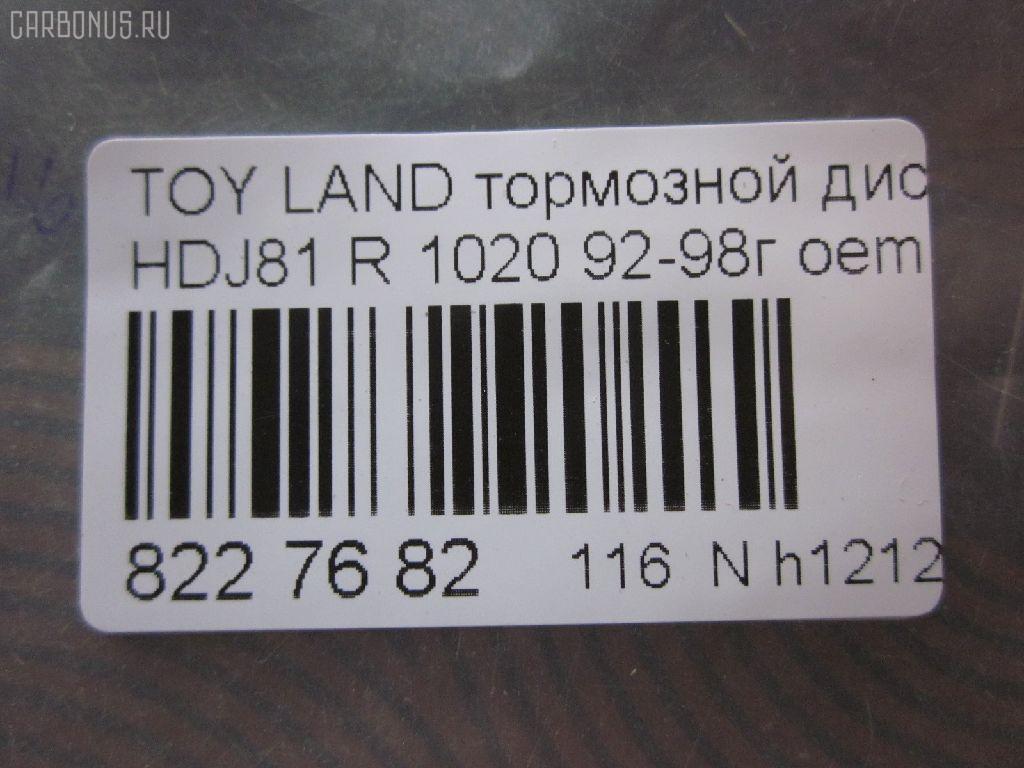 CARBONUS.RU
TOY LAND тормозной дис
HDJ81 R 1020 92-98г oem
822 76 82 116 N h1212